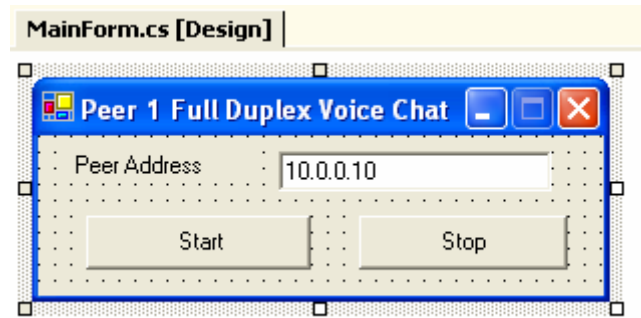 MainForm.cs [Design]
Peer 1 Full Duplex Voice Chat
Peer Address 10.0.0.10
Start Stop